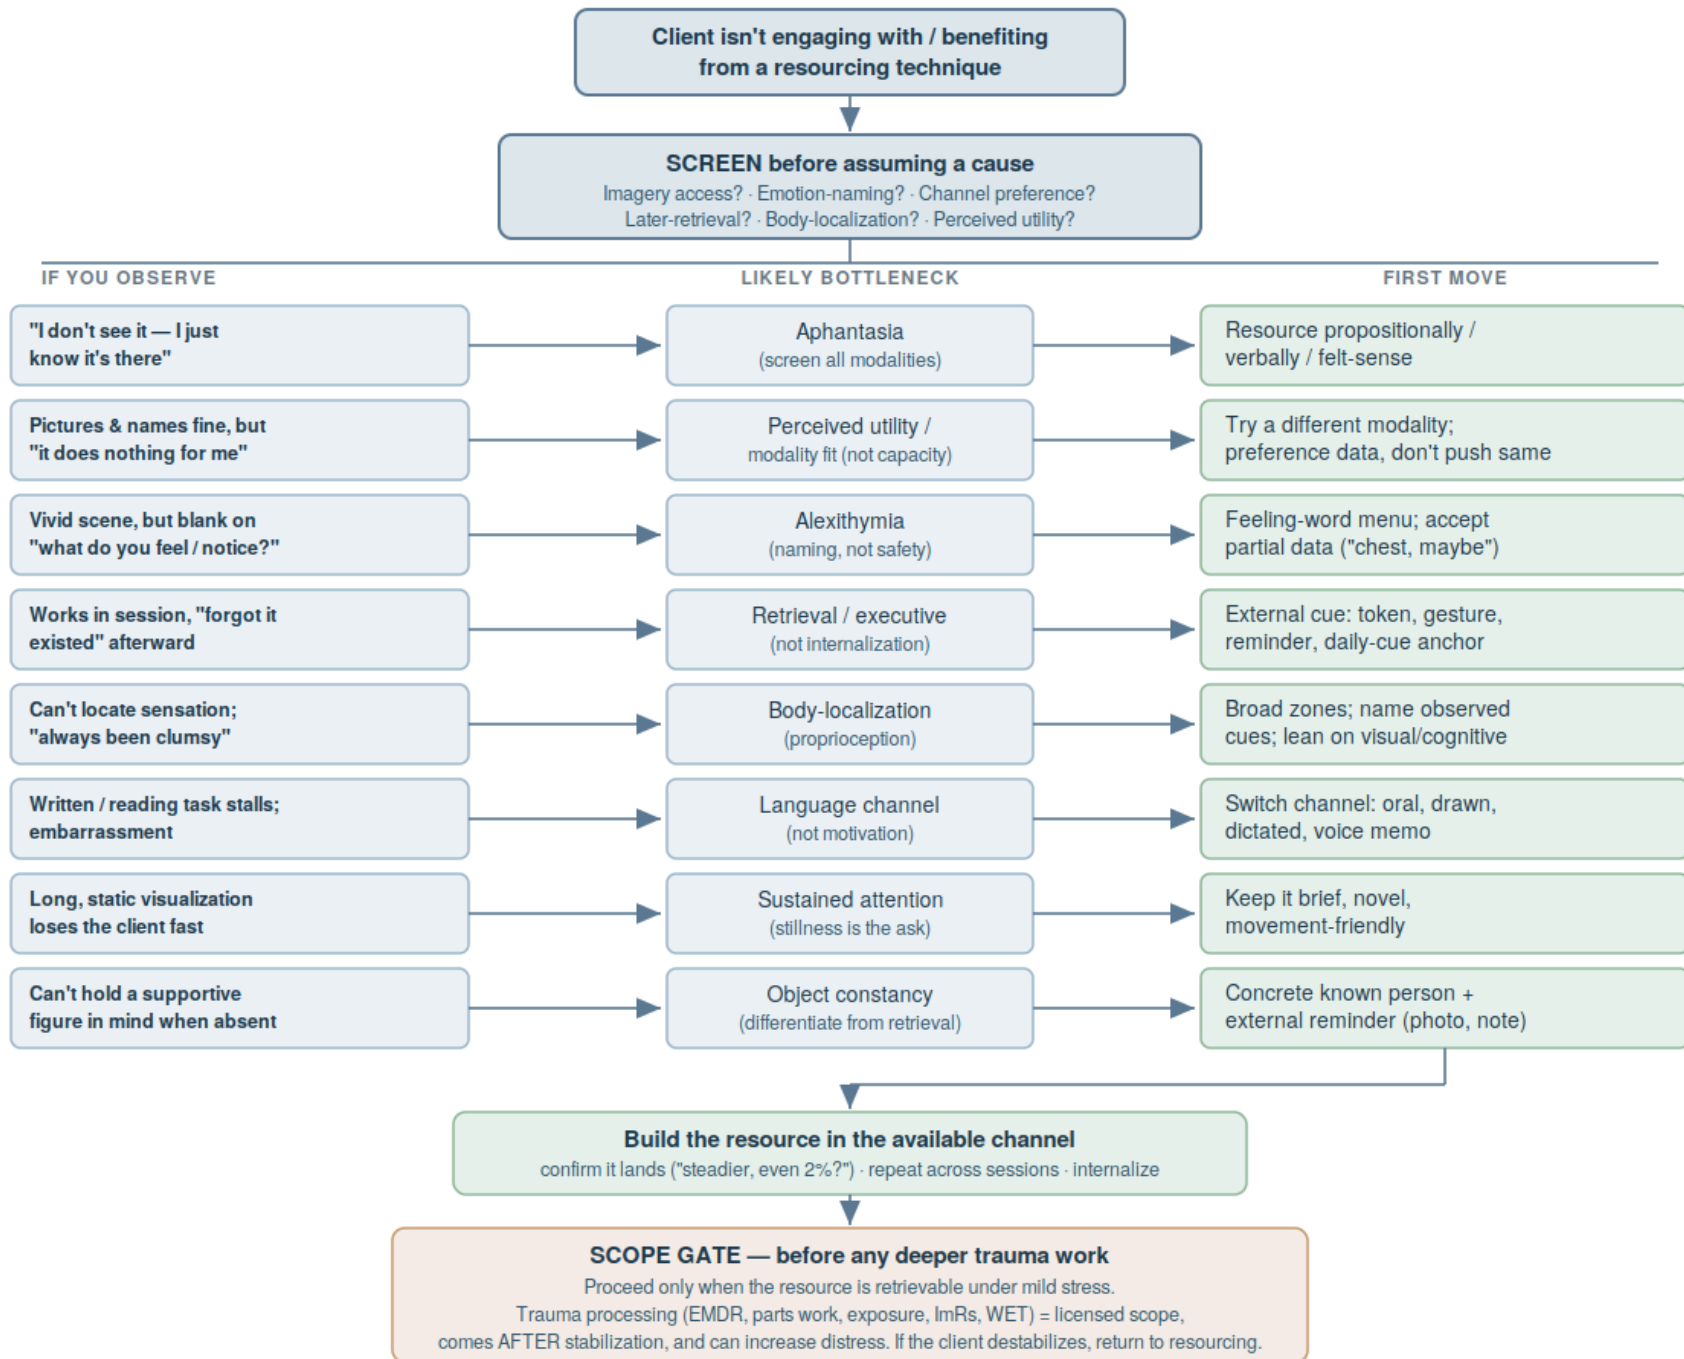 Client isn't engaging with / benefiting
from a resourcing technique
SCREEN before assuming a cause
Imagery access? · Emotion-naming? · Channel preference?
Later-retrieval? · Body-localization? · Perceived utility?
IF YOU OBSERVE
LIKELY BOTTLENECK
FIRST MOVE
"I don't see it — I just
know it's there"
Aphantasia
(screen all modalities)
Resource propositionally /
verbally / felt-sense
Pictures & names fine, but
"it does nothing for me"
Perceived utility /
modality fit (not capacity)
Try a different modality;
preference data, don't push same
Vivid scene, but blank on
"what do you feel / notice?"
Alexithymia
(naming, not safety)
Feeling-word menu; accept
partial data ("chest, maybe")
Works in session, "forgot it
existed" afterward
Retrieval / executive
(not internalization)
External cue: token, gesture,
reminder, daily-cue anchor
Can't locate sensation;
"always been clumsy"
Body-localization
(proprioception)
Broad zones; name observed
cues; lean on visual/cognitive
Written / reading task stalls;
embarrassment
Language channel
(not motivation)
Switch channel: oral, drawn,
dictated, voice memo
Long, static visualization
loses the client fast
Sustained attention
(stillness is the ask)
Keep it brief, novel,
movement-friendly
Can't hold a supportive
figure in mind when absent
Object constancy
(differentiate from retrieval)
Concrete known person +
external reminder (photo, note)
Build the resource in the available channel
confirm it lands ("steadier, even 2%?") · repeat across sessions · internalize
SCOPE GATE — before any deeper trauma work
Proceed only when the resource is retrievable under mild stress.
Trauma processing (EMDR, parts work, exposure, ImRs, WET) = licensed scope,
comes AFTER stabilization, and can increase distress. If the client destabilizes, return to resourcing.